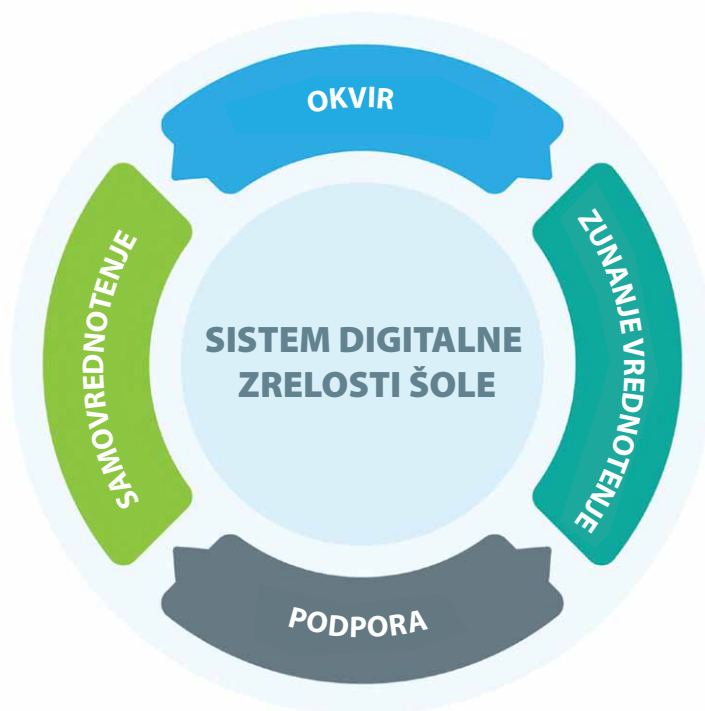 OKVIR
SAMOVREDNOTENJE
SISTEM DIGITALNE
ZRELOSTI ŠOLE
ZUNANJE VREDNOTENJE
PODPORA